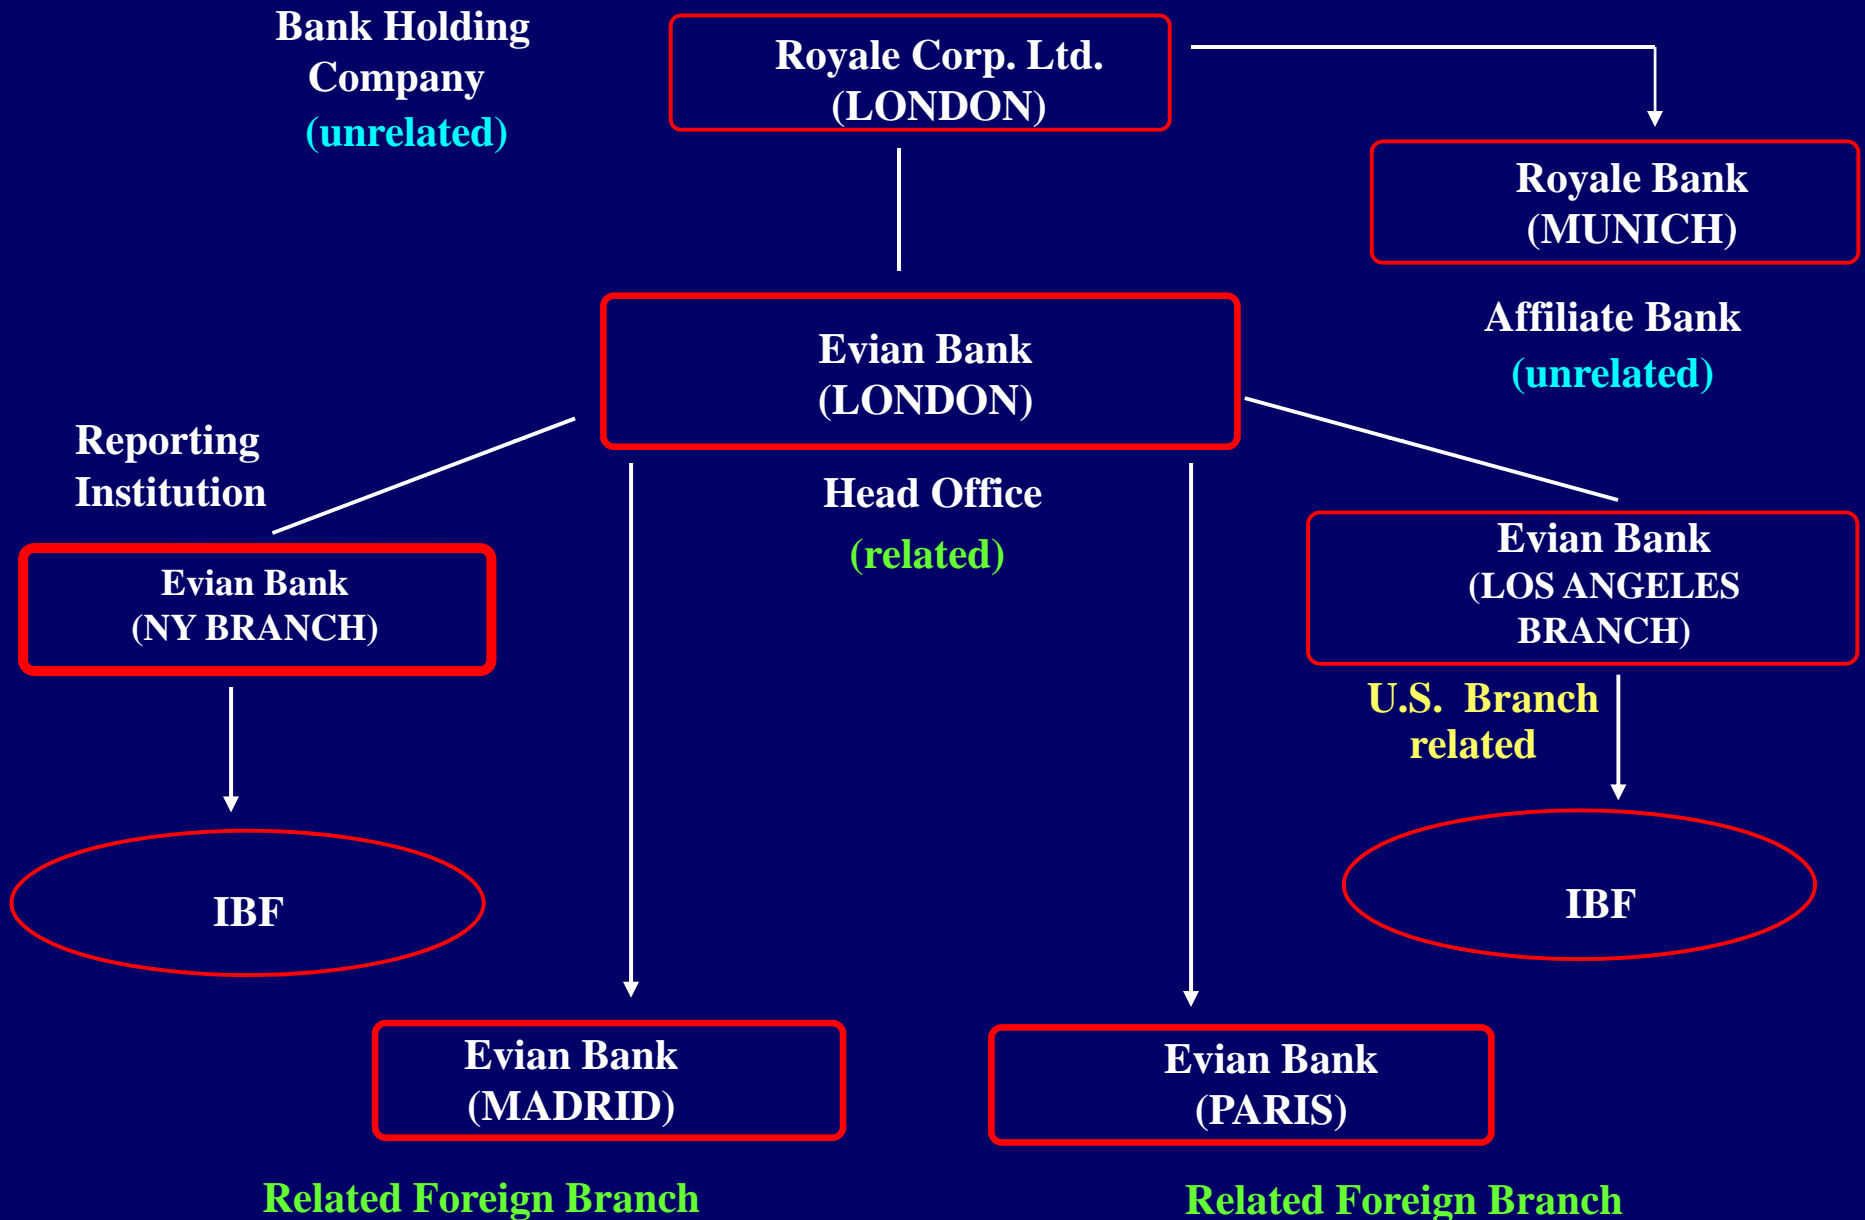 Bank Holding
Company
(unrelated)
Royale Corp. Ltd.
(LONDON)
Royale Bank
(MUNICH)
Affiliate Bank
(unrelated)
Evian Bank
(LONDON)
Head Office
(related)
Reporting
Institution
Evian Bank
(NY BRANCH)
Evian Bank
(LOS ANGELES
BRANCH)
U.S. Branch
related
IBF
IBF
Evian Bank
(MADRID)
Related Foreign Branch
Evian Bank
(PARIS)
Related Foreign Branch